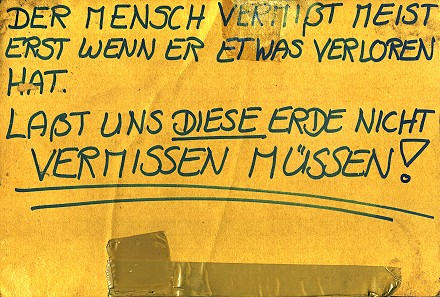 DER MENSCH VERMIßT MEIST
ERST WENN ER ETWAS VERLOREN
HAT.
LAßT UNS DIESE ERDE NICHT
VERMISSEN MÜSSEN!